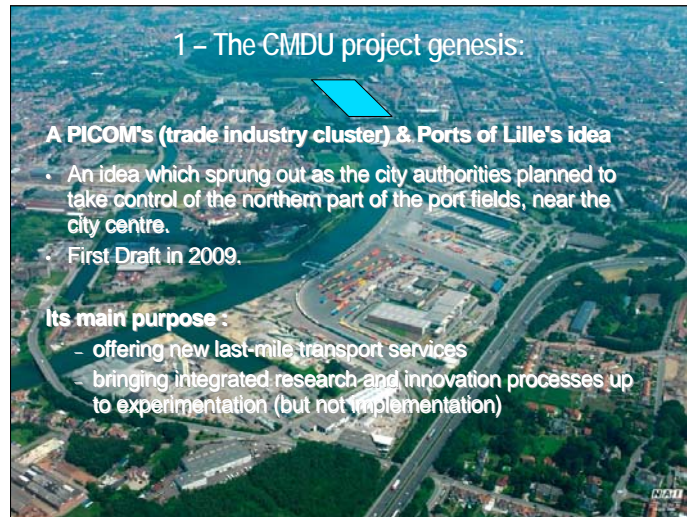 1 – The CMDU project genesis:
A PICOM's (trade industry cluster) & Ports of Lille's idea
• An idea which sprung out as the city authorities planned to
take control of the northern part of the port fields, near the
city centre.
• First Draft in 2009.
Its main purpose :
– offering new last-mile transport services
– bringing integrated research and innovation processes up
to experimentation (but not implementation)